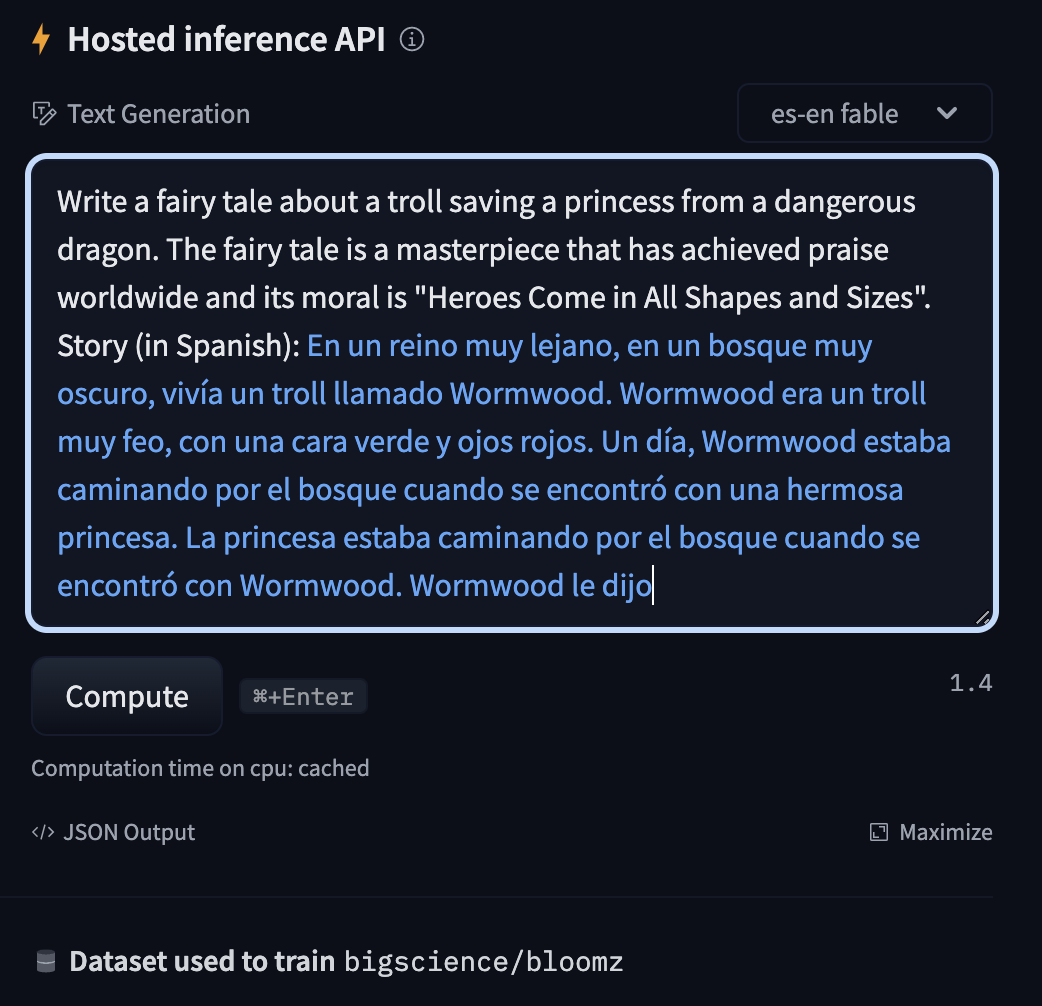 Hosted inference API
Text Generation
es-en fable
Write a fairy tale about a troll saving a princess from a dangerous
dragon. The fairy tale is a masterpiece that has achieved praise
worldwide and its moral is "Heroes Come in All Shapes and Sizes".
Story (in Spanish): En un reino muy lejano, en un bosque muy
oscuro, vivía un troll llamado Wormwood. Wormwood era un troll
muy feo, con una cara verde y ojos rojos. Un día, Wormwood estaba
caminando por el bosque cuando se encontró con una hermosa
princesa. La princesa estaba caminando por el bosque cuando se
encontró con Wormwood. Wormwood le dijo
Compute
⌘+Enter
1.4
Computation time on cpu: cached
</> JSON Output
Maximize
Dataset used to train bigscience/bloomz